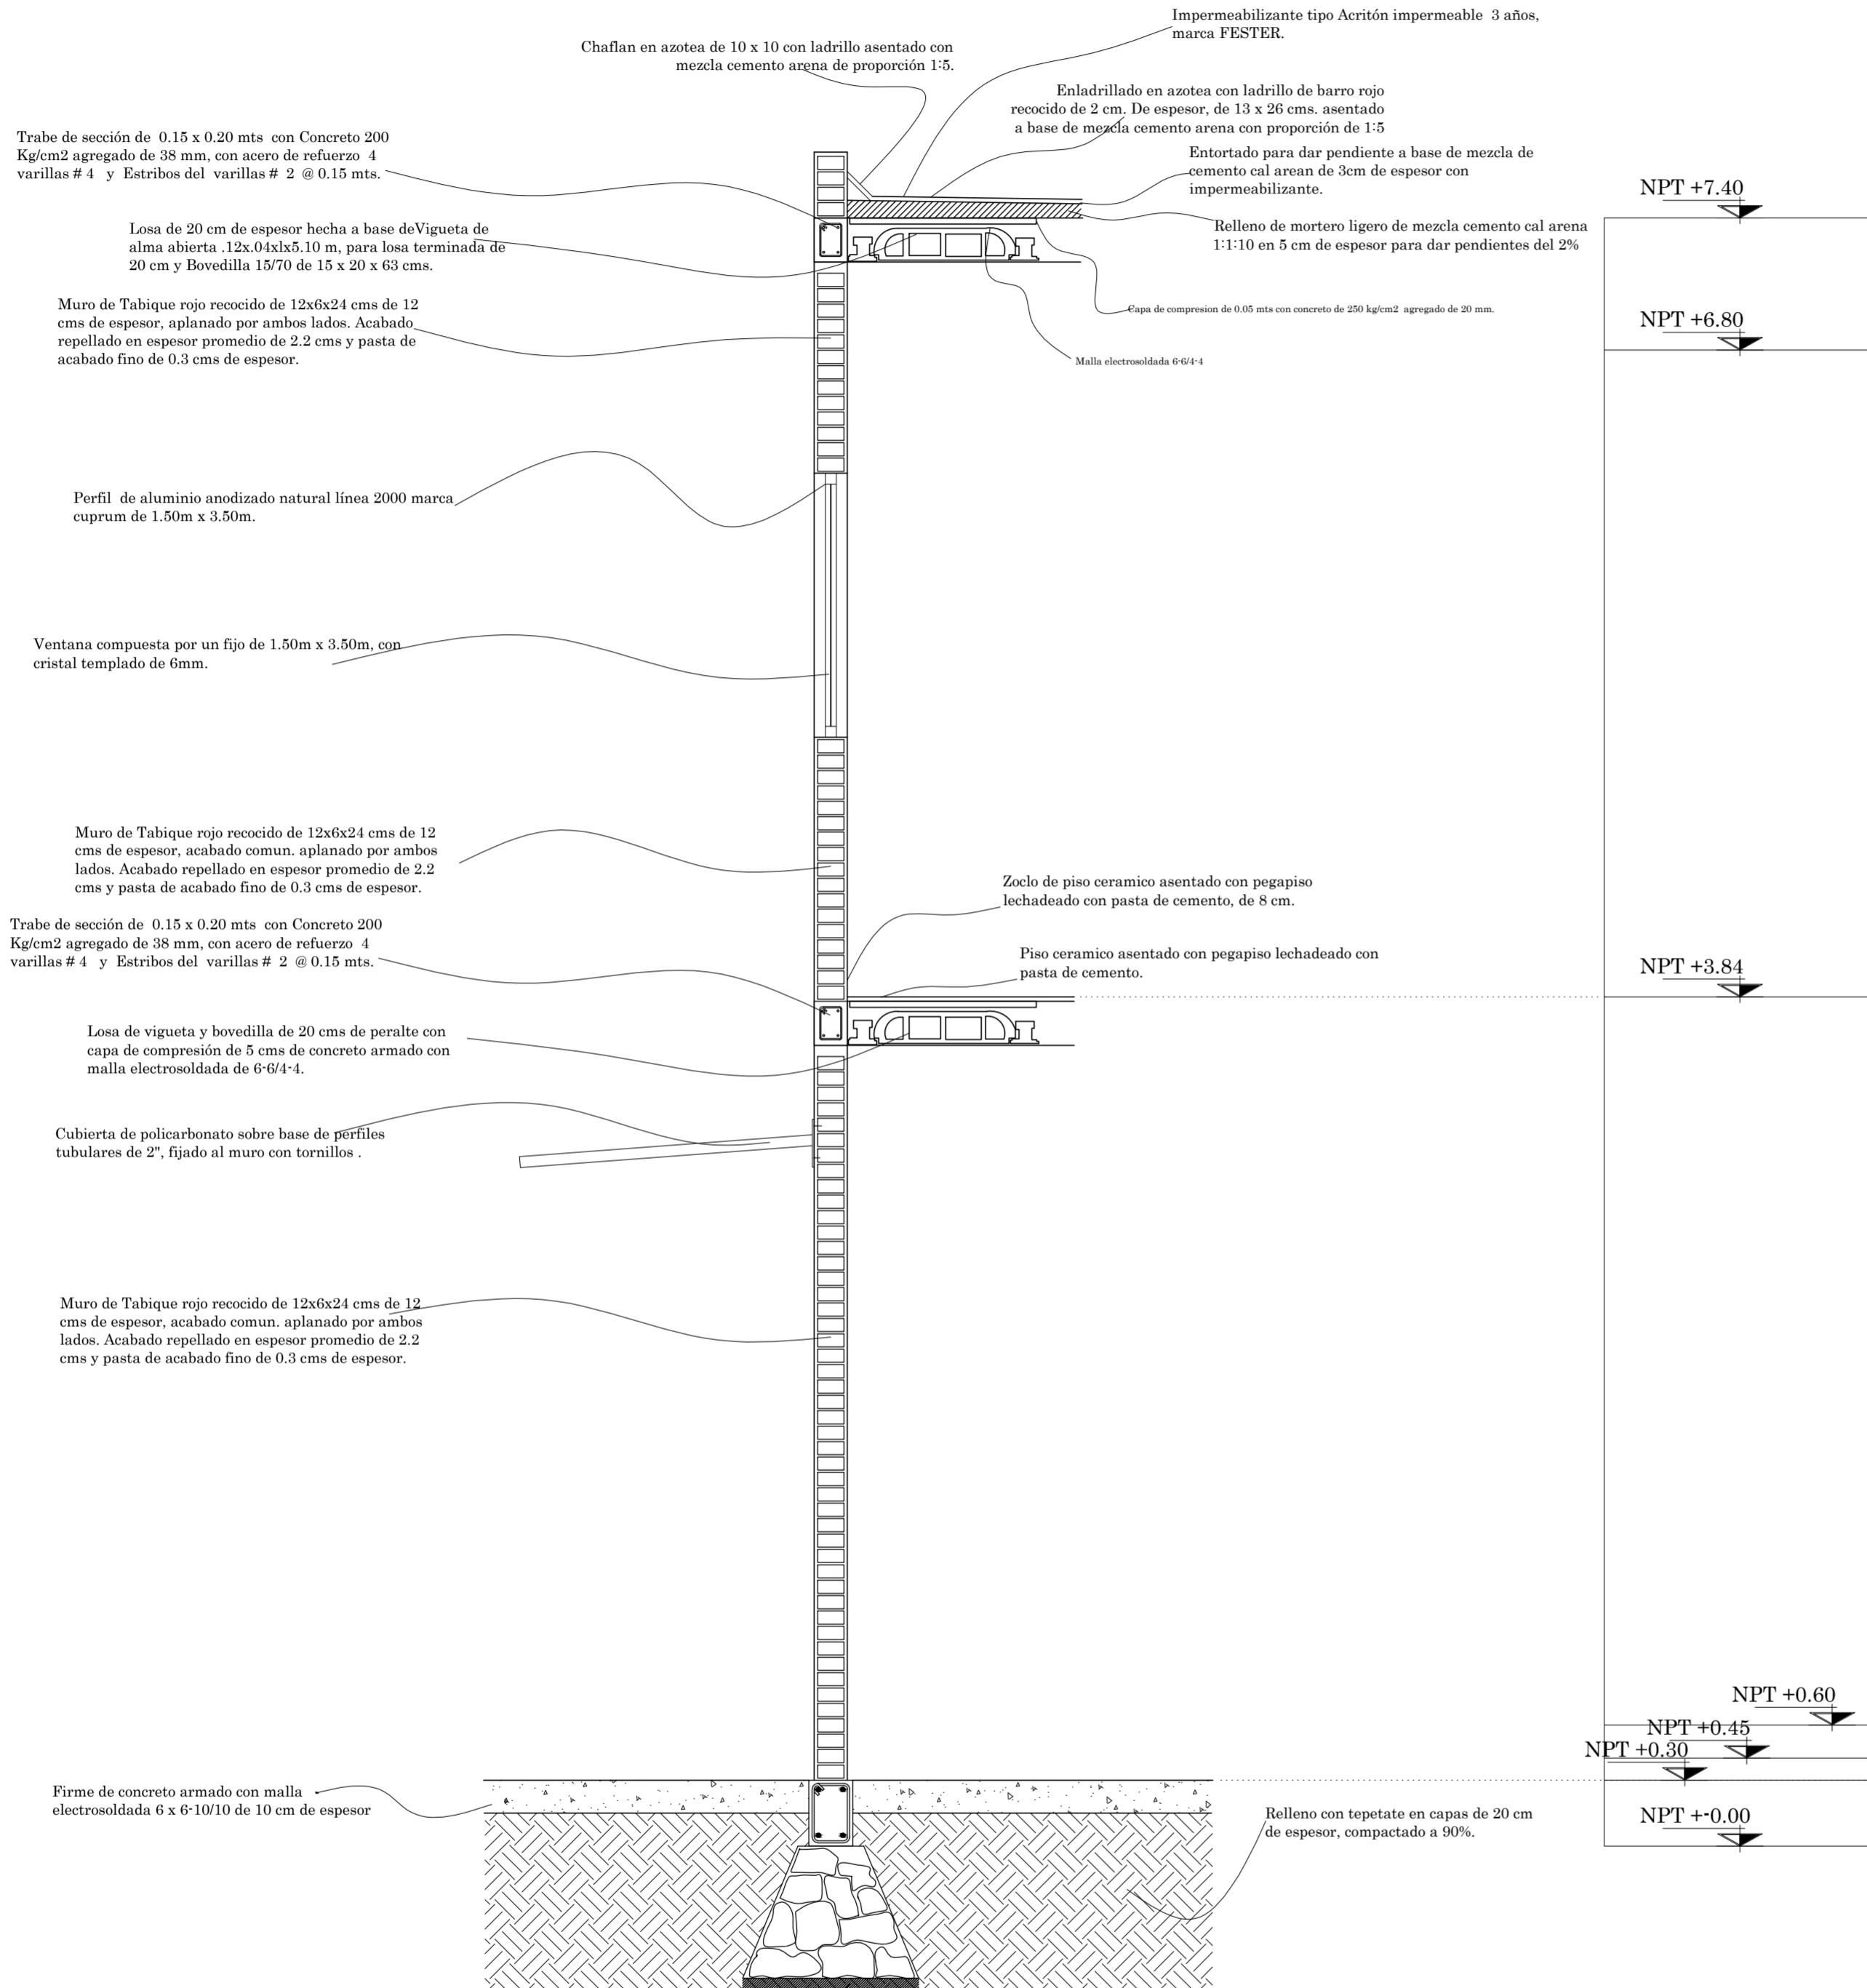 Impermeabilizante tipo Acritón impermeable 3 años,
marca FESTER.
Chaflan en azotea de 10 x 10 con ladrillo asentado con
mezcla cemento arena de proporción 1:5.
Enladrillado en azotea con ladrillo de barro rojo
recocido de 2 cm. De espesor, de 13 x 26 cms. asentado
a base de mezcla cemento arena con proporción de 1:5
Trabe de sección de 0.15 x 0.20 mts con Concreto 200
Kg/cm2 agregado de 38 mm, con acero de refuerzo 4
varillas # 4 y Estribos del varillas # 2 @ 0.15 mts.
Entortado para dar pendiente a base de mezcla de
cemento cal arean de 3cm de espesor con
impermeabilizante.
NPT +7.40
Relleno de mortero ligero de mezcla cemento cal arena
1:1:10 en 5 cm de espesor para dar pendientes del 2%
Losa de 20 cm de espesor hecha a base deVigueta de
alma abierta .12x.04xlx5.10 m, para losa terminada de
20 cm y Bovedilla 15/70 de 15 x 20 x 63 cms.
Muro de Tabique rojo recocido de 12x6x24 cms de 12
cms de espesor, aplanado por ambos lados. Acabado
repellado en espesor promedio de 2.2 cms y pasta de
acabado fino de 0.3 cms de espesor.
Capa de compresion de 0.05 mts con concreto de 250 kg/cm2 agregado de 20 mm.
NPT +6.80
Malla electrosoldada 6-6/4-4
Perfil de aluminio anodizado natural línea 2000 marca
cuprum de 1.50m x 3.50m.
Ventana compuesta por un fijo de 1.50m x 3.50m, con
cristal templado de 6mm.
Muro de Tabique rojo recocido de 12x6x24 cms de 12
cms de espesor, acabado comun. aplanado por ambos
lados. Acabado repellado en espesor promedio de 2.2
cms y pasta de acabado fino de 0.3 cms de espesor.
Zoclo de piso ceramico asentado con pegapiso
lechadeado con pasta de cemento, de 8 cm.
Trabe de sección de 0.15 x 0.20 mts con Concreto 200
Kg/cm2 agregado de 38 mm, con acero de refuerzo 4
varillas # 4 y Estribos del varillas # 2 @ 0.15 mts.
Piso ceramico asentado con pegapiso lechadeado con
pasta de cemento.
NPT +3.84
Losa de vigueta y bovedilla de 20 cms de peralte con
capa de compresión de 5 cms de concreto armado con
malla electrosoldada de 6-6/4-4.
Cubierta de policarbonato sobre base de perfiles
tubulares de 2", fijado al muro con tornillos .
Muro de Tabique rojo recocido de 12x6x24 cms de 12
cms de espesor, acabado comun. aplanado por ambos
lados. Acabado repellado en espesor promedio de 2.2
cms y pasta de acabado fino de 0.3 cms de espesor.
NPT +0.60
NPT +0.45
NPT +0.30
Firme de concreto armado con malla
electrosoldada 6 x 6-10/10 de 10 cm de espesor
Relleno con tepetate en capas de 20 cm
de espesor, compactado a 90%.
NPT +-0.00